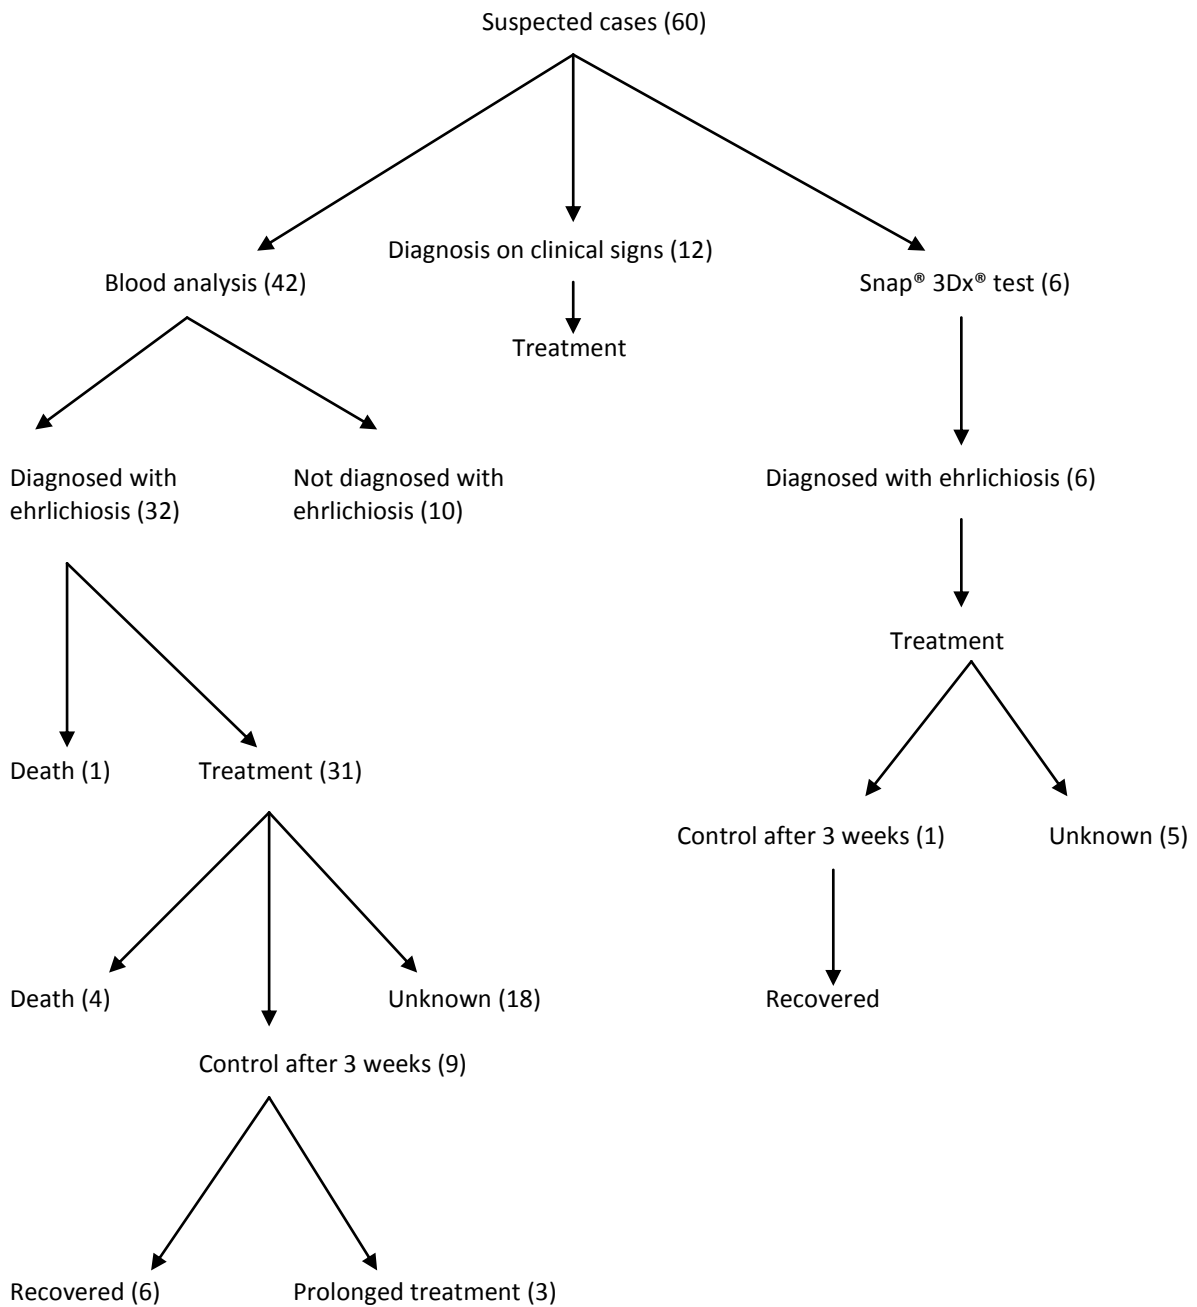 Suspected cases (60)
Diagnosis on clinical signs (12)
Blood analysis (42)
Snap® 3Dx® test (6)
Treatment
Diagnosed with
ehrlichiosis (32)
Not diagnosed with
ehrlichiosis (10)
Diagnosed with ehrlichiosis (6)
Treatment
Death (1)
Treatment (31)
Control after 3 weeks (1)
Unknown (5)
Death (4)
Unknown (18)
Recovered
Control after 3 weeks (9)
Recovered (6)
Prolonged treatment (3)